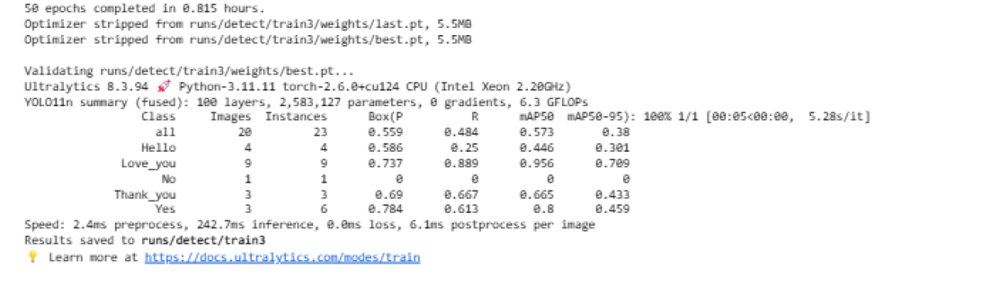 50 epochs completed in 0.815 hours.
Optimizer stripped from runs/detect/train3/weights/last.pt, 5.5MB
Optimizer stripped from runs/detect/train3/weights/best.pt, 5.5MB
Validating runs/detect/train3/weights/best.pt...
Ultralytics 8.3.94 🚀 Python-3.11.11 torch-2.6.0+cu124 CPU (Intel Xeon 2.20GHz)
YOLO11n summary (fused): 100 layers, 2,583,127 parameters, 0 gradients, 6.3 GFLOPs
Class Images Instances Box(P R mAP50 mAP50-95): 100% 1/1 [00:05<00:00, 5.28s/it]
all 20 23 0.559 0.484 0.573 0.38
Hello 4 4 0.586 0.25 0.446 0.301
Love_you 9 9 0.737 0.889 0.956 0.709
No 1 1 0 0 0 0
Thank_you 3 3 0.69 0.667 0.665 0.433
Yes 3 6 0.784 0.613 0.8 0.459
Speed: 2.4ms preprocess, 242.7ms inference, 0.0ms loss, 6.1ms postprocess per image
Results saved to runs/detect/train3
💡 Learn more at https://docs.ultralytics.com/modes/train